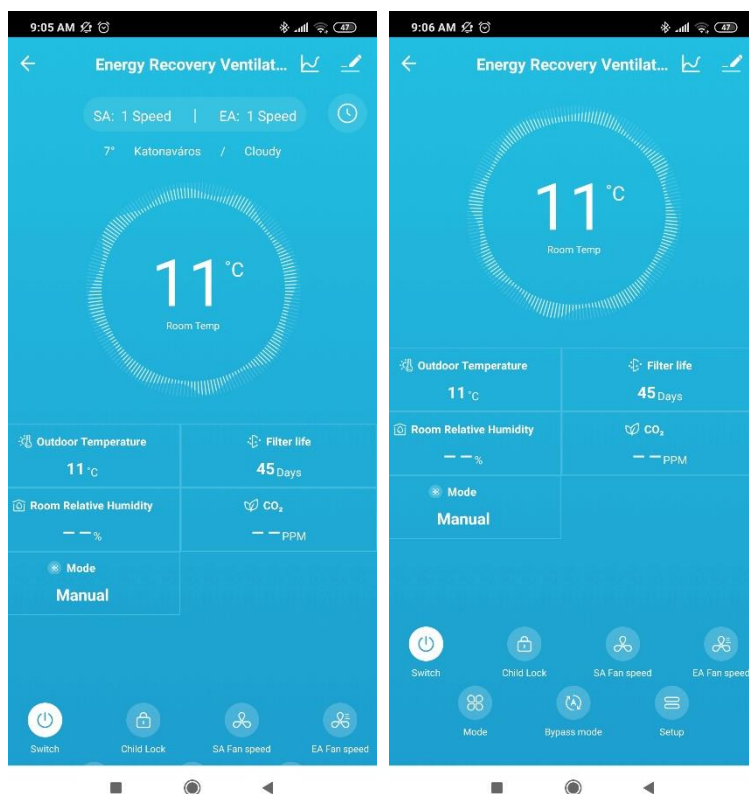 9:05 AM
47
Energy Recovery Ventilat...
SA: 1 Speed | EA: 1 Speed
7° Katonaváros / Cloudy
11 °C
Room Temp
Outdoor Temperature
11 °C
Filter life
45 Days
Room Relative Humidity
– – %
CO₂
– – PPM
Mode
Manual
Switch
Child Lock
SA Fan speed
EA Fan speed
9:06 AM
47
Energy Recovery Ventilat...
11 °C
Room Temp
Outdoor Temperature
11 °C
Filter life
45 Days
Room Relative Humidity
– – %
CO₂
– – PPM
Mode
Manual
Switch
Child Lock
SA Fan speed
EA Fan speed
Mode
Bypass mode
Setup